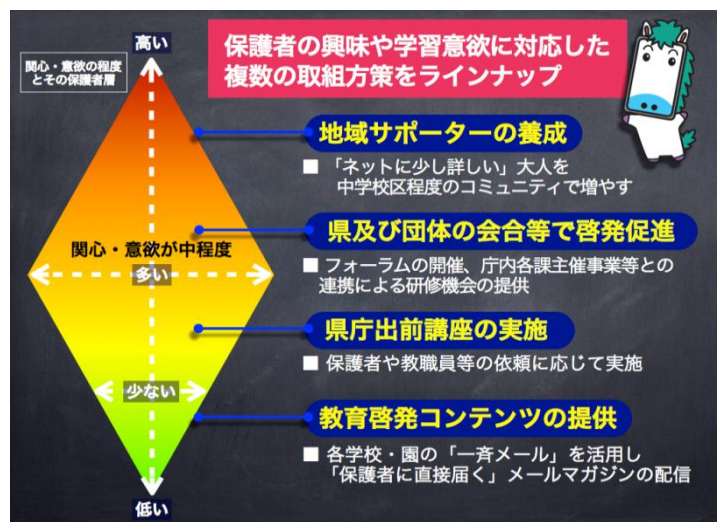 高い
関心・意欲の程度
とその保護者層
保護者の興味や学習意欲に対応した
複数の取組方策をラインナップ
地域サポーターの養成
■ 「ネットに少し詳しい」大人を
中学校区程度のコミュニティで増やす
県及び団体の会合等で啓発促進
関心・意欲が中程度
多い
■ フォーラムの開催、庁内各課主催事業等との
連携による研修機会の提供
県庁出前講座の実施
■ 保護者や教職員等の依頼に応じて実施
少ない
教育啓発コンテンツの提供
■ 各学校・園の「一斉メール」を活用し
「保護者に直接届く」メールマガジンの配信
低い